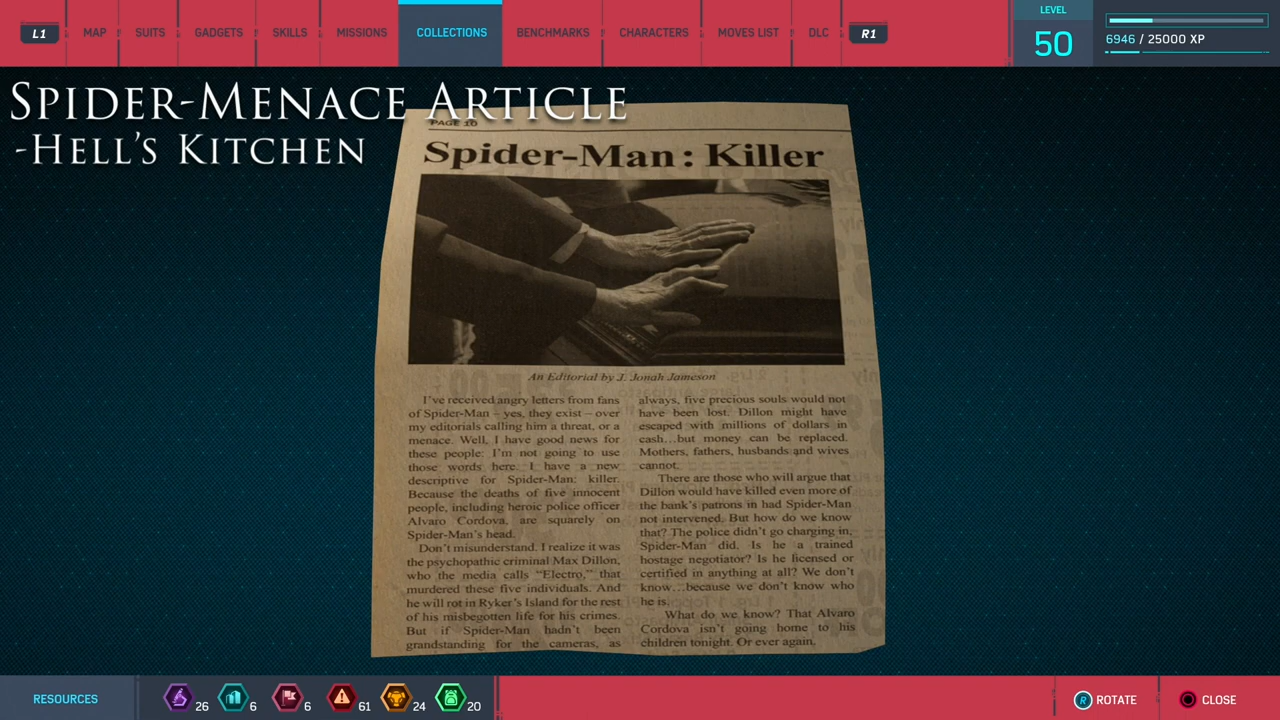 L1
MAP
SUITS
GADGETS
SKILLS
MISSIONS
COLLECTIONS
BENCHMARKS
CHARACTERS
MOVES LIST
DLC
R1
LEVEL
50
6946 / 25000 XP
SPIDER-MENACE ARTICLE
-HELL'S KITCHEN
PAGE 10
Spider-Man: Killer
An Editorial by J. Jonah Jameson
I've received angry letters from fans
of Spider-Man – yes, they exist – over
my editorials calling him a threat, or a
menace. Well, I have good news for
these people: I'm not going to use
those words here. I have a new
descriptive for Spider-Man: killer.
Because the deaths of five innocent
people, including heroic police officer
Alvaro Cordova, are squarely on
Spider-Man's head.
Don't misunderstand. I realize it was
the psychopathic criminal Max Dillon,
who the media calls "Electro," that
murdered these five individuals. And
he will rot in Ryker's Island for the rest
of his misbegotten life for his crimes.
But if Spider-Man hadn't been
grandstanding for the cameras, as
always, five precious souls would not
have been lost. Dillon might have
escaped with millions of dollars in
cash...but money can be replaced.
Mothers, fathers, husbands and wives
cannot.
There are those who will argue that
Dillon would have killed even more of
the bank's patrons in had Spider-Man
not intervened. But how do we know
that? The police didn't go charging in,
Spider-Man did. Is he a trained
hostage negotiator? Is he licensed or
certified in anything at all? We don't
know...because we don't know who
he is.
What do we know? That Alvaro
Cordova isn't going home to his
children tonight. Or ever again.
RESOURCES
26
6
6
61
24
20
R ROTATE
CLOSE